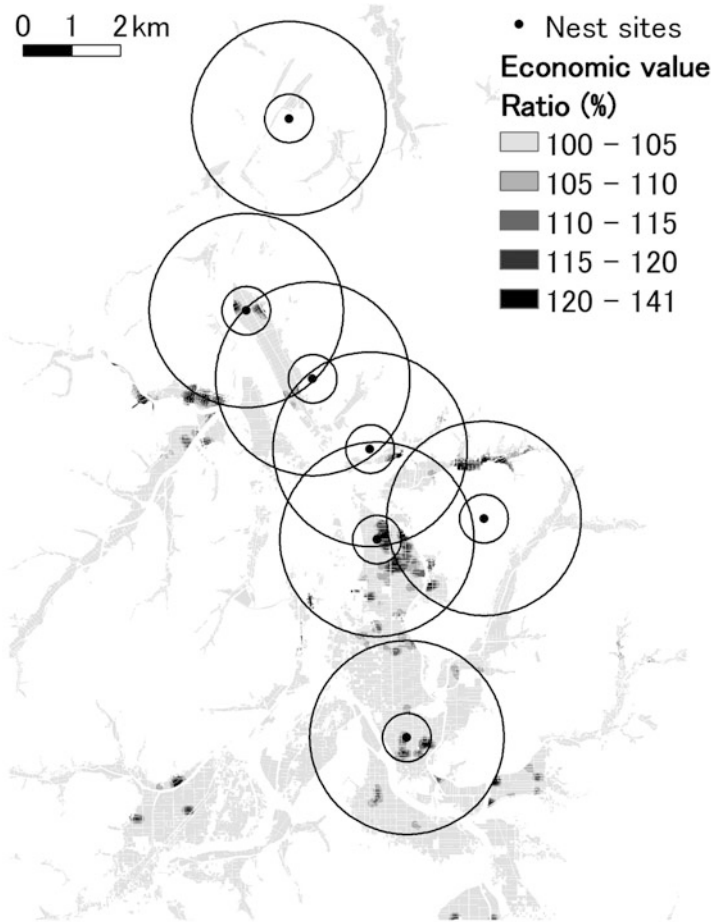 0 1 2 km
• Nest sites
Economic value
Ratio (%)
100 – 105
105 – 110
110 – 115
115 – 120
120 – 141